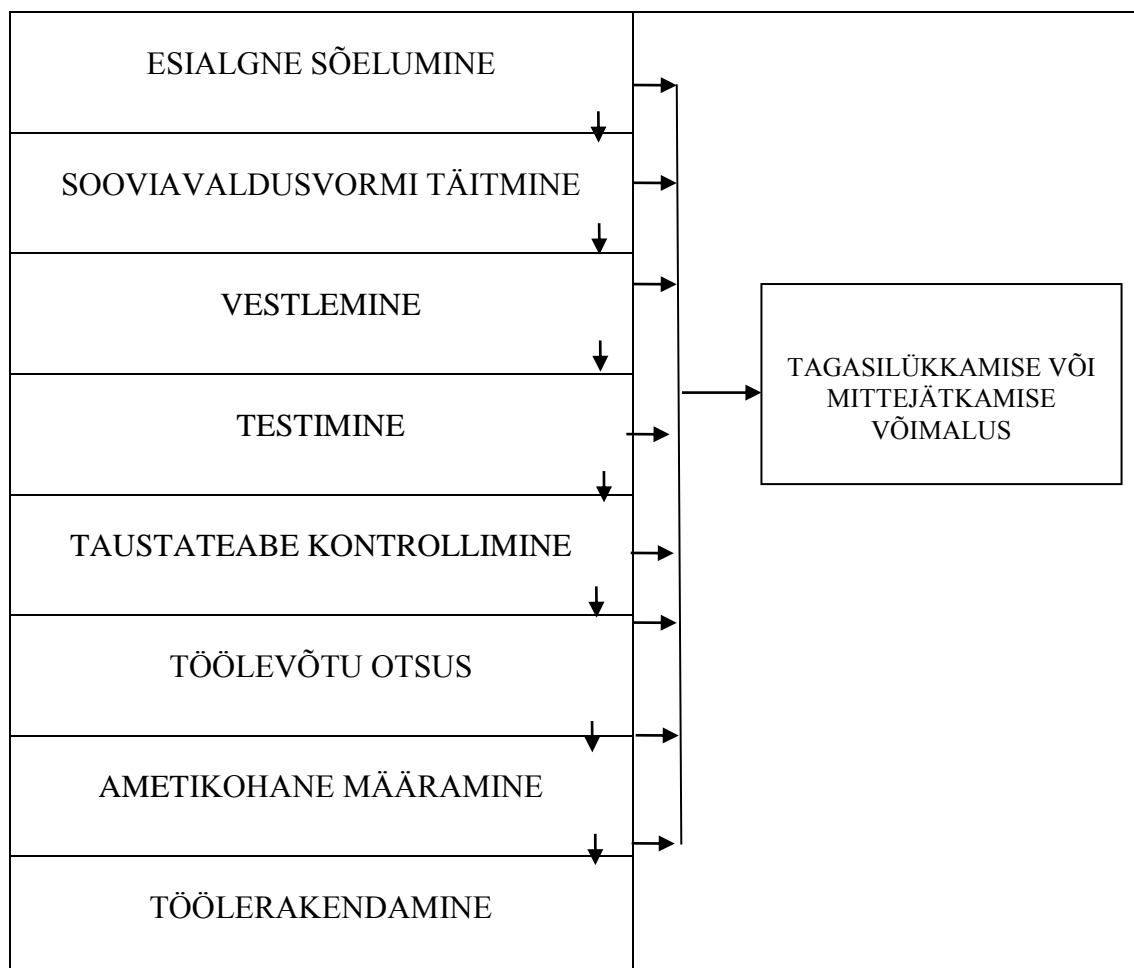 ESIALGNE SÕELUMINE
SOOVIAVALDUSVORMI TÄITMINE
VESTLEMINE
TESTIMINE
TAUSTATEABE KONTROLLIMINE
TÖÖLEVÕTU OTSUS
AMETIKOHANE MÄÄRAMINE
TÖÖLERAKENDAMINE
TAGASILÜKKAMISE VÕI
MITTEJÄTKAMISE
VÕIMALUS